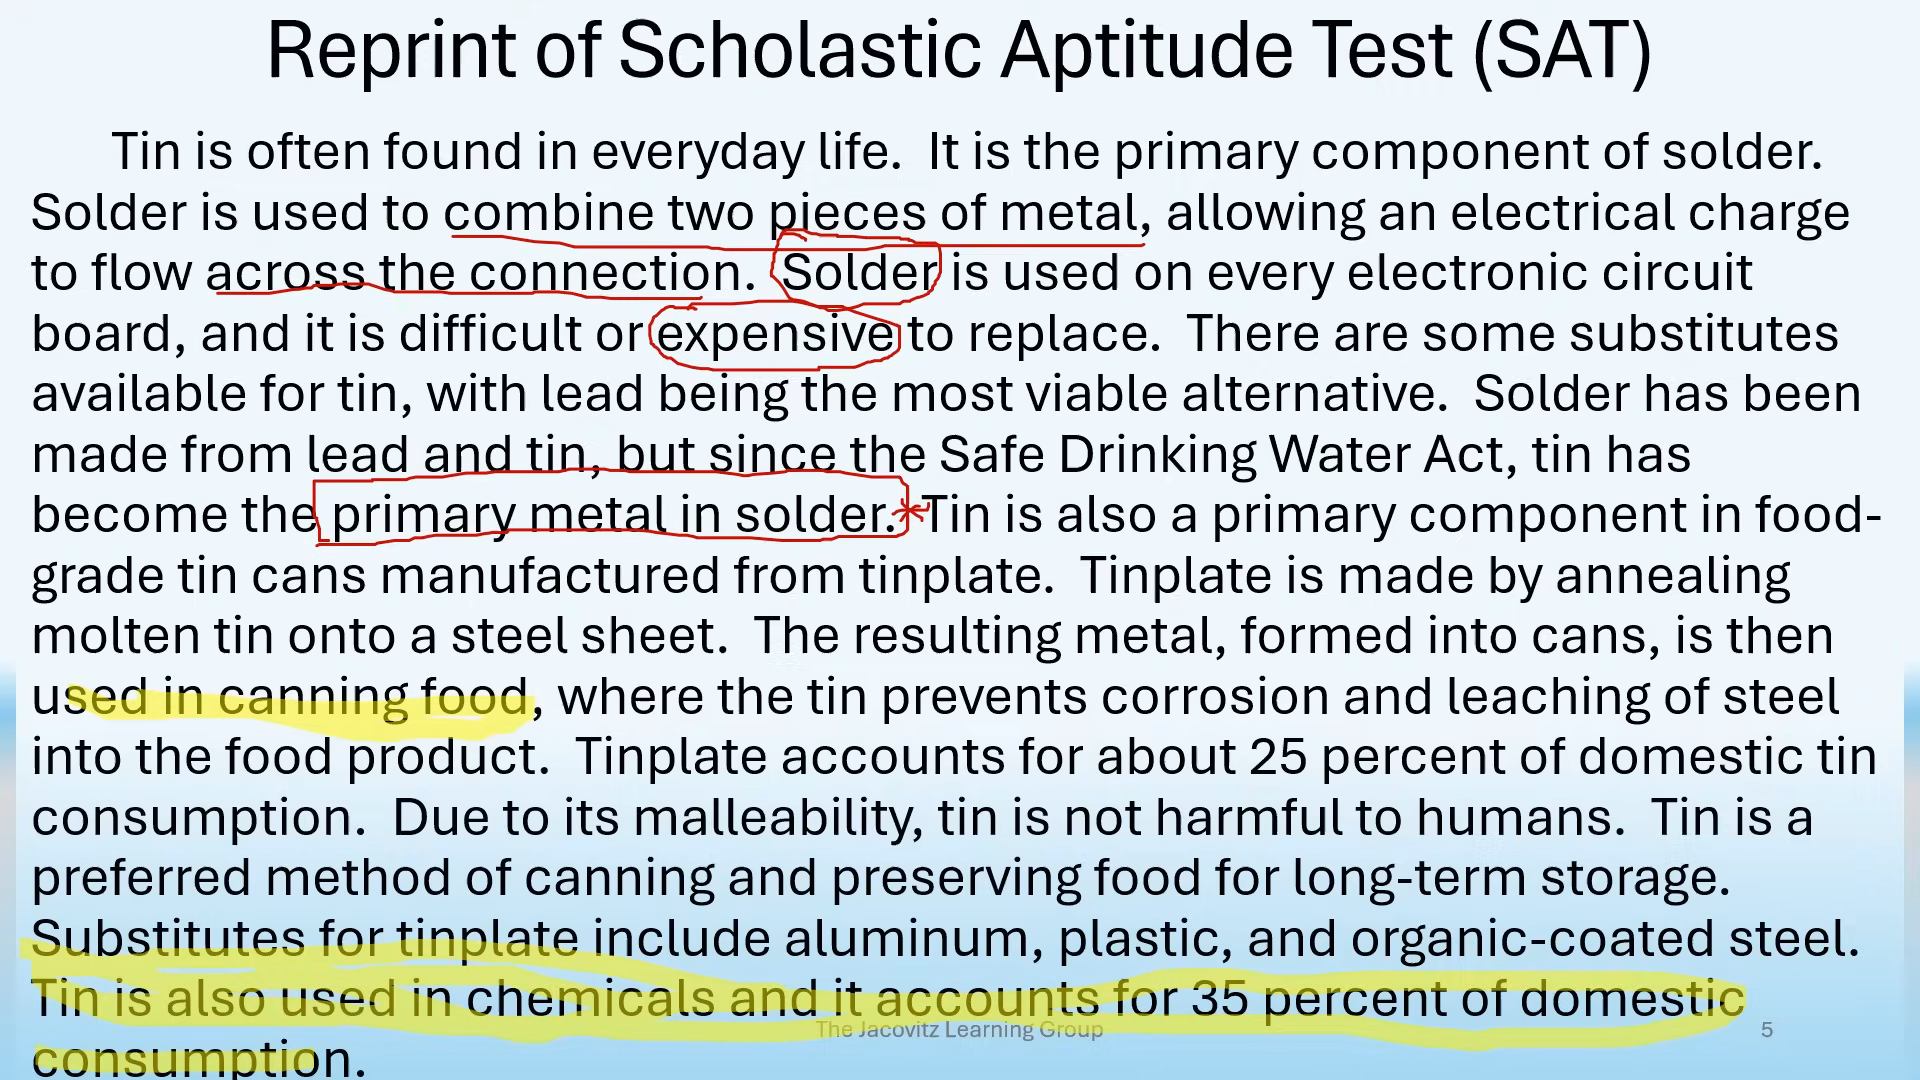 Reprint of Scholastic Aptitude Test (SAT)
Tin is often found in everyday life.  It is the primary component of solder.
Solder is used to combine two pieces of metal, allowing an electrical charge
to flow across the connection.  Solder is used on every electronic circuit
board, and it is difficult or expensive to replace.  There are some substitutes
available for tin, with lead being the most viable alternative.  Solder has been
made from lead and tin, but since the Safe Drinking Water Act, tin has
become the primary metal in solder.* Tin is also a primary component in food-
grade tin cans manufactured from tinplate.  Tinplate is made by annealing
molten tin onto a steel sheet.  The resulting metal, formed into cans, is then
used in canning food, where the tin prevents corrosion and leaching of steel
into the food product.  Tinplate accounts for about 25 percent of domestic tin
consumption.  Due to its malleability, tin is not harmful to humans.  Tin is a
preferred method of canning and preserving food for long-term storage.
Substitutes for tinplate include aluminum, plastic, and organic-coated steel.
Tin is also used in chemicals and it accounts for 35 percent of domestic
consumption.
The Jacovitz Learning Group
5